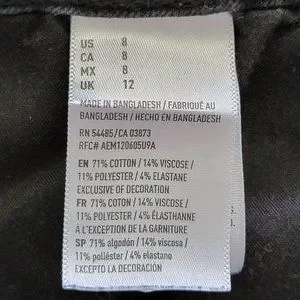 US 8
CA 8
MX 8
UK 12
MADE IN BANGLADESH / FABRIQUÉ AU
BANGLADESH / HECHO EN BANGLADESH
RN 54485/CA 03873
RFC# AEM120605U9A
EN 71% COTTON / 14% VISCOSE /
11% POLYESTER / 4% ELASTANE
EXCLUSIVE OF DECORATION
FR 71% COTON / 14% VISCOSE /
11% POLYESTER / 4% ÉLASTHANNE
À L'EXCEPTION DE LA GARNITURE
SP 71% algodón / 14% viscosa /
11% poliéster / 4% elastano
EXCEPTO LA DECORACIÓN